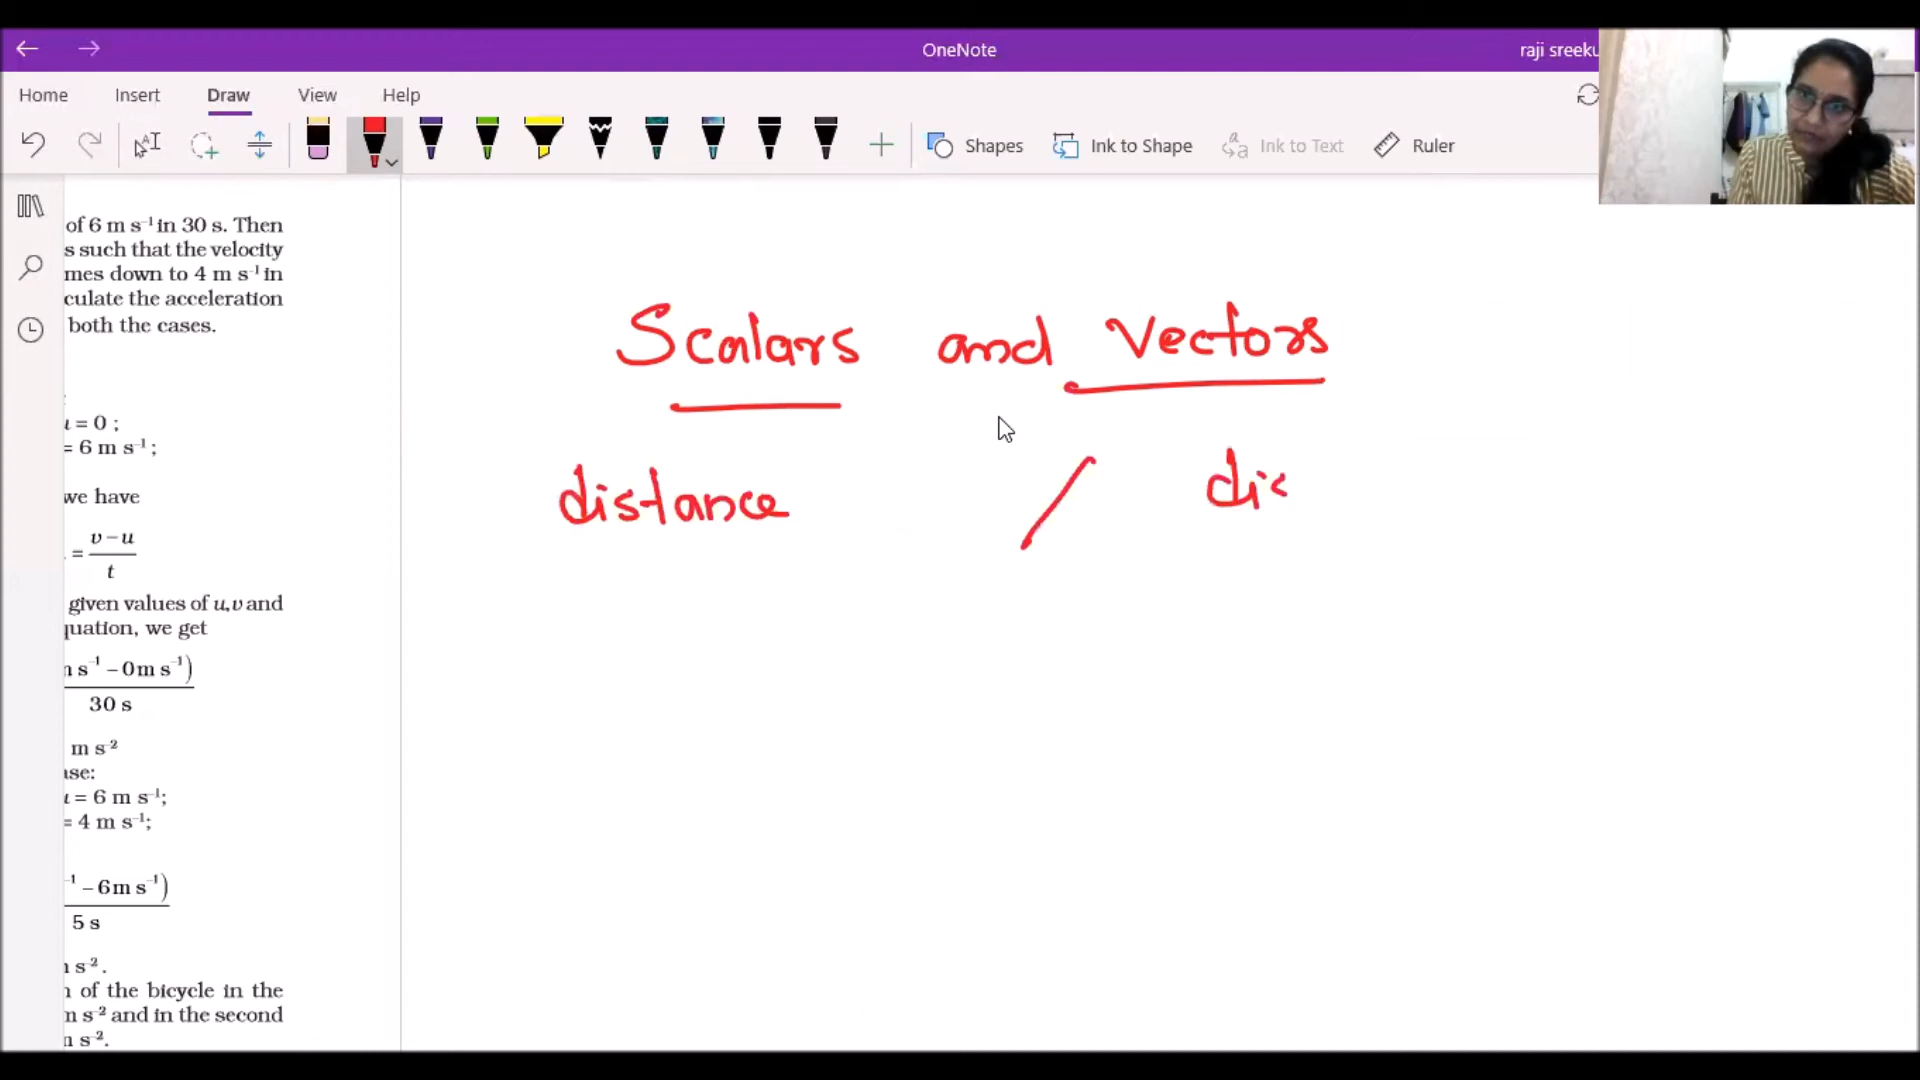 OneNote
raji sreeku
Home Insert Draw View Help
Shapes Ink to Shape Ink to Text Ruler
of 6 m s⁻¹ in 30 s. Then
s such that the velocity
mes down to 4 m s⁻¹ in
culate the acceleration
both the cases.
u = 0 ;
= 6 m s⁻¹ ;
we have
= v – u / t
given values of u,v and
quation, we get
s⁻¹ – 0 m s⁻¹)
30 s
m s⁻²
ase:
u = 6 m s⁻¹;
= 4 m s⁻¹;
⁻¹ – 6 m s⁻¹)
5 s
s⁻² .
of the bicycle in the
m s⁻² and in the second
s⁻².
Scalars and Vectors
distance / dis